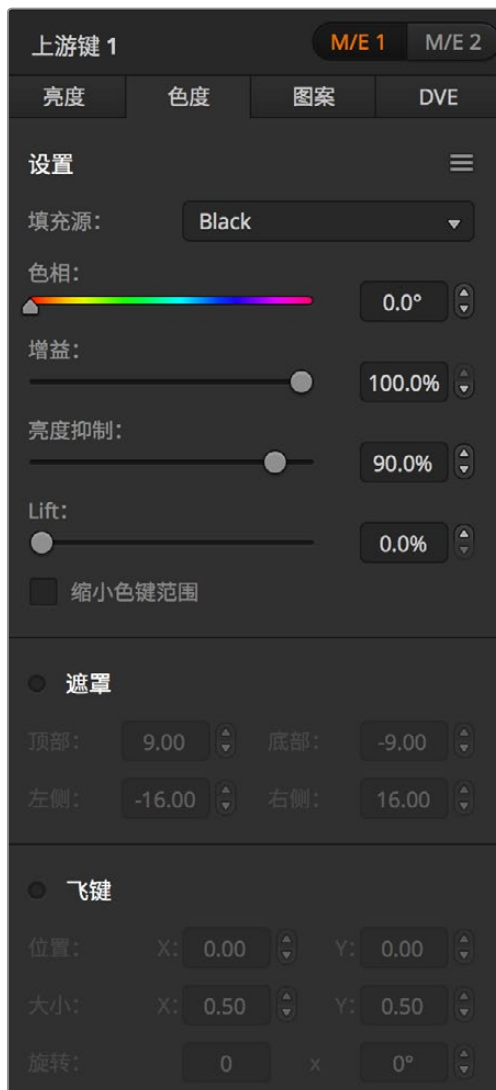 上游键 1 M/E 1 M/E 2
亮度 色度 图案 DVE
设置
填充源： Black
色相：
0.0°
增益：
100.0%
亮度抑制：
90.0%
Lift：
0.0%
缩小色键范围
遮罩
顶部： 9.00 底部： -9.00
左侧： -16.00 右侧： 16.00
飞键
位置： X: 0.00 Y: 0.00
大小： X: 0.50 Y: 0.50
旋转： 0 x 0°